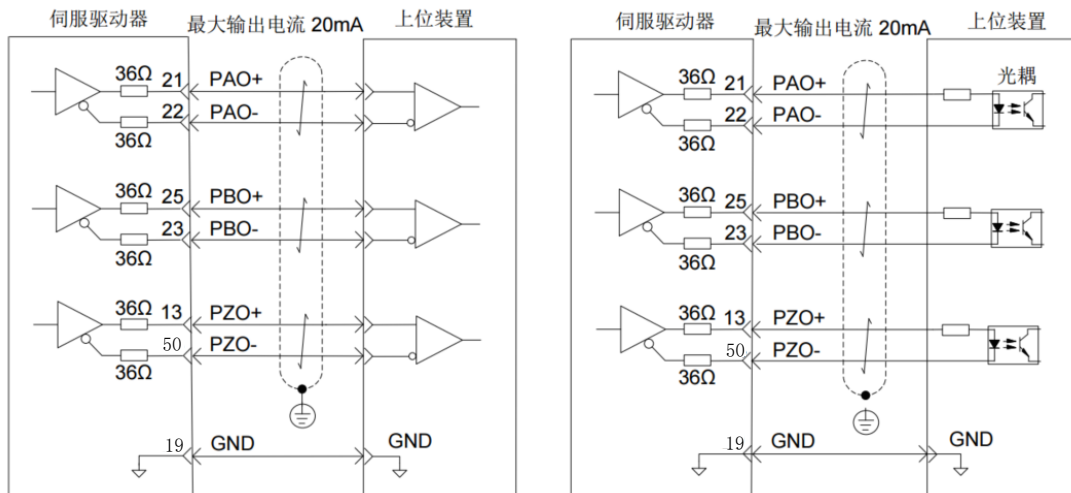 伺服驱动器 最大输出电流 20mA 上位装置
36Ω 21 PAO+
22 PAO-
36Ω
36Ω 25 PBO+
23 PBO-
36Ω
36Ω 13 PZO+
50 PZO-
36Ω
19 GND GND
伺服驱动器 最大输出电流 20mA 上位装置
光耦
36Ω 21 PAO+
22 PAO-
36Ω
36Ω 25 PBO+
23 PBO-
36Ω
36Ω 13 PZO+
50 PZO-
36Ω
19 GND GND